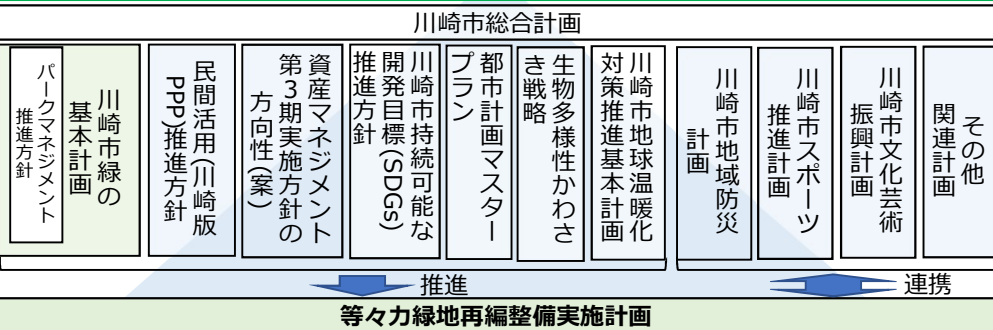 川崎市総合計画
川崎市緑の
基本計画
パークマネジメント
推進方針
民間活用(川崎版
PPP)推進方針
資産マネジメント
第3期実施方針の
方向性(案)
川崎市持続可能な
開発目標(SDGs)
推進方針
都市計画マスター
プラン
生物多様性かわさ
き戦略
川崎市地球温暖化
対策推進基本計画
川崎市地域防災
計画
川崎市スポーツ
推進計画
川崎市文化芸術
振興計画
その他
関連計画
推進
連携
等々力緑地再編整備実施計画